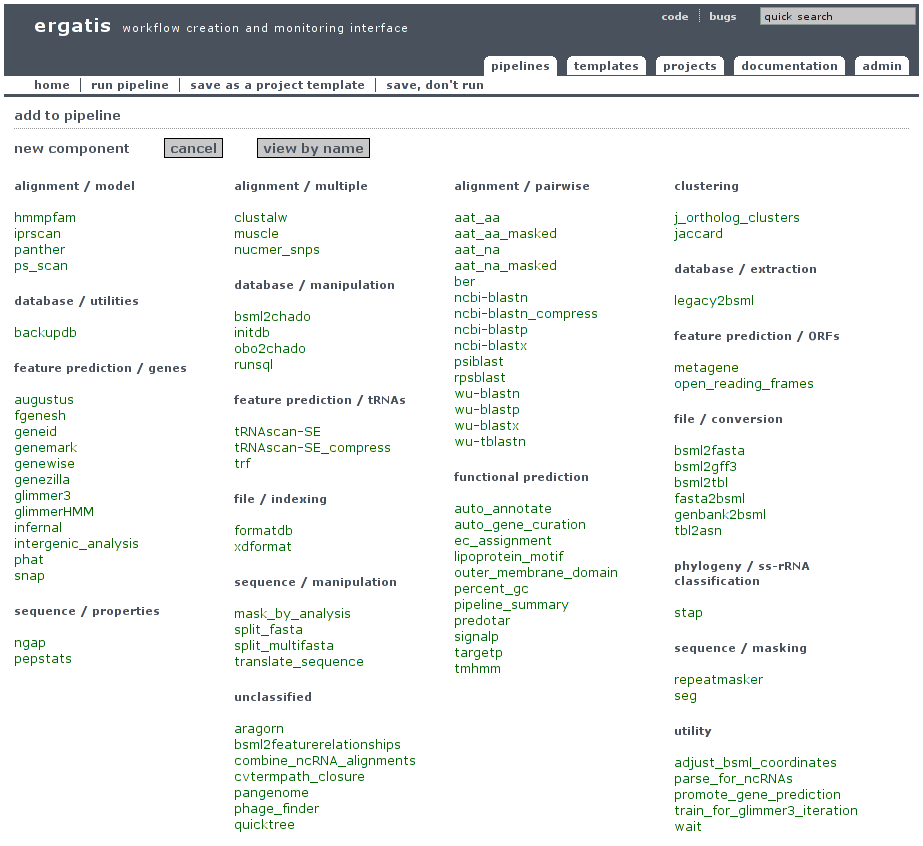 ergatis workflow creation and monitoring interface
code bugs quick search
pipelines templates projects documentation admin
home run pipeline save as a project template save, don't run
add to pipeline
new component cancel view by name
alignment / model
hmmpfam
iprscan
panther
ps_scan
database / utilities
backupdb
feature prediction / genes
augustus
fgenesh
geneid
genemark
genewise
genezilla
glimmer3
glimmerHMM
infernal
intergenic_analysis
phat
snap
sequence / properties
ngap
pepstats
alignment / multiple
clustalw
muscle
nucmer_snps
database / manipulation
bsml2chado
initdb
obo2chado
runsql
feature prediction / tRNAs
tRNAscan-SE
tRNAscan-SE_compress
trf
file / indexing
formatdb
xdformat
sequence / manipulation
mask_by_analysis
split_fasta
split_multifasta
translate_sequence
unclassified
aragorn
bsml2featurerelationships
combine_ncRNA_alignments
cvtermpath_closure
pangenome
phage_finder
quicktree
alignment / pairwise
aat_aa
aat_aa_masked
aat_na
aat_na_masked
ber
ncbi-blastn
ncbi-blastn_compress
ncbi-blastp
ncbi-blastx
psiblast
rpsblast
wu-blastn
wu-blastp
wu-blastx
wu-tblastn
functional prediction
auto_annotate
auto_gene_curation
ec_assignment
lipoprotein_motif
outer_membrane_domain
percent_gc
pipeline_summary
predotar
signalp
targetp
tmhmm
clustering
j_ortholog_clusters
jaccard
database / extraction
legacy2bsml
feature prediction / ORFs
metagene
open_reading_frames
file / conversion
bsml2fasta
bsml2gff3
bsml2tbl
fasta2bsml
genbank2bsml
tbl2asn
phylogeny / ss-rRNA
classification
stap
sequence / masking
repeatmasker
seg
utility
adjust_bsml_coordinates
parse_for_ncRNAs
promote_gene_prediction
train_for_glimmer3_iteration
wait